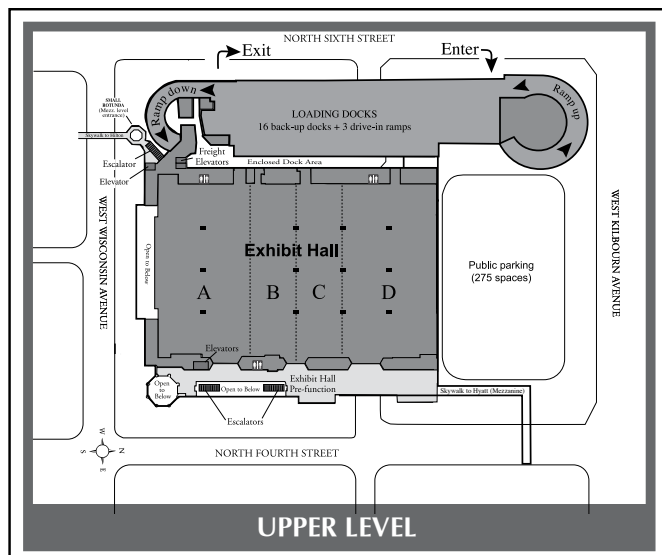 NORTH SIXTH STREET
Exit
Enter
Ramp down
Ramp up
SMALL
ROTUNDA
(Mezz. level
entrance)
LOADING DOCKS
16 back-up docks + 3 drive-in ramps
Skywalk to Hilton
Freight
Elevators
Enclosed Dock Area
Escalator
Elevator
WEST WISCONSIN AVENUE
WEST KILBOURN AVENUE
Open to Below
Exhibit Hall
Public parking
(275 spaces)
A
B
C
D
Elevators
Exhibit Hall
Pre-function
Open
to
Below
Open to Below
Skywalk to Hyatt (Mezzanine)
Escalators
W
S
N
E
NORTH FOURTH STREET
UPPER LEVEL